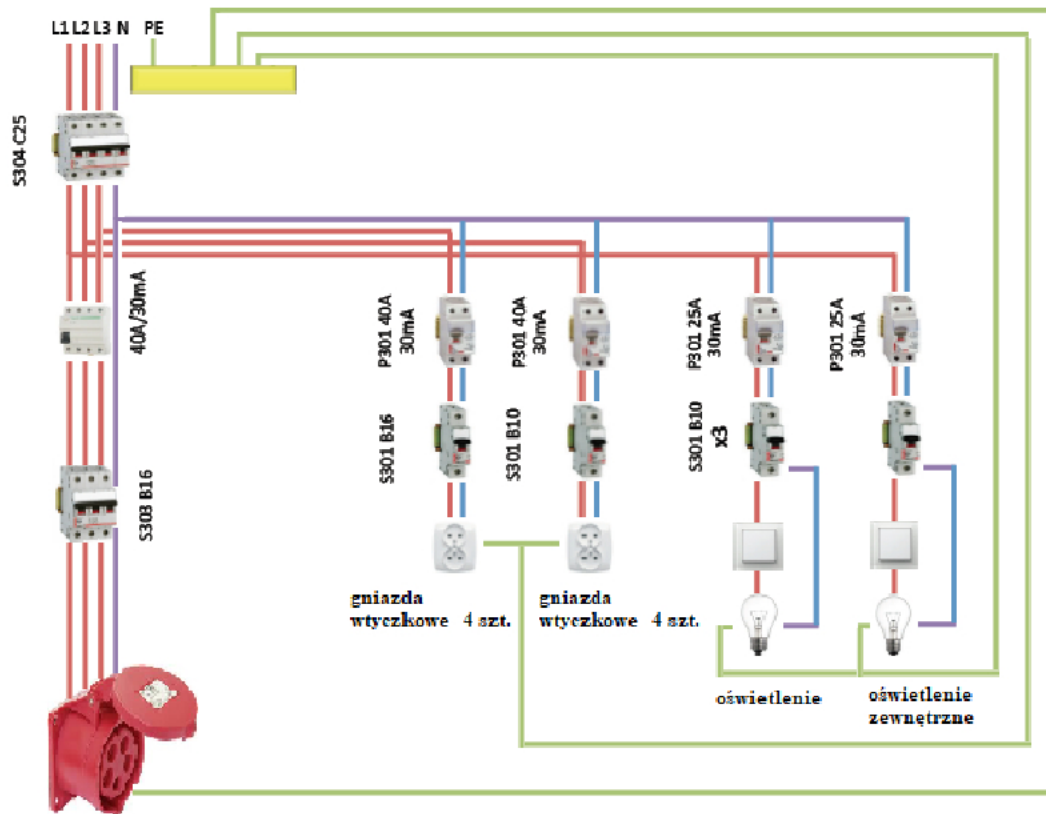 L1 L2 L3 N PE
S304 C25
40A/30mA
S303 B16
P301 40A
30mA
P301 40A
30mA
P301 25A
30mA
P301 25A
30mA
S301 B16
S301 B10
S301 B10
x3
gniazda
wtyczkowe 4 szt.
gniazda
wtyczkowe 4 szt.
oświetlenie
oświetlenie
zewnętrzne